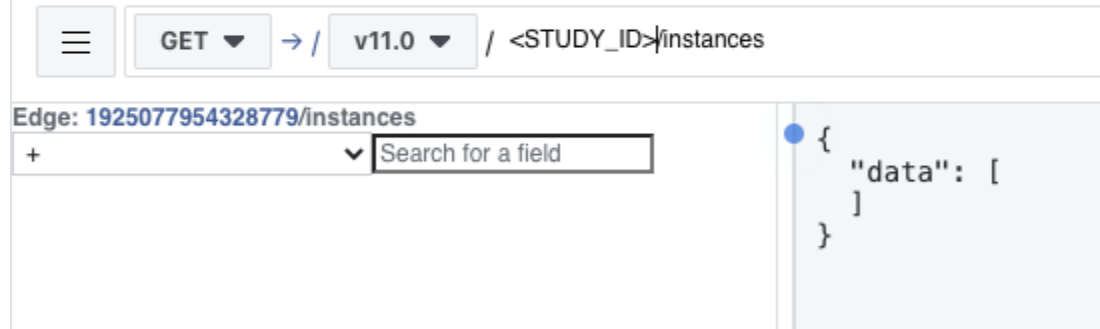 GET → / v11.0 / <STUDY_ID>/instances
Edge: 1925077954328779/instances
+ Search for a field
{
"data": [
]
}